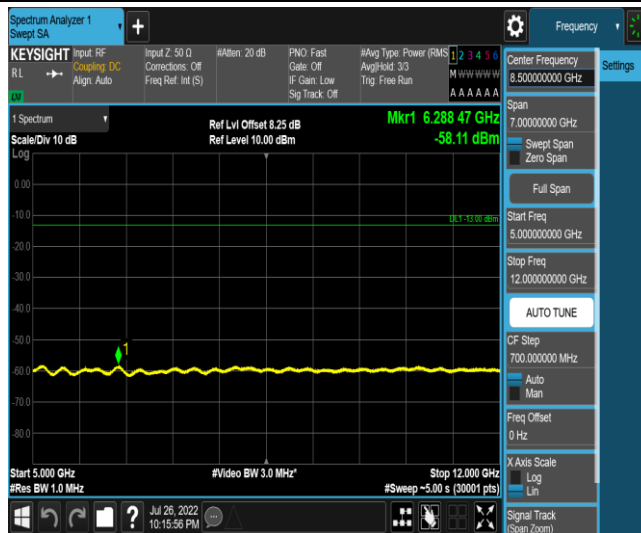 Spectrum Analyzer 1
Swept SA
+
Frequency
KEYSIGHT
RL
Input: RF
Coupling: DC
Align: Auto
Input Z: 50 Ω
Corrections: Off
Freq Ref: Int (S)
#Atten: 20 dB
PNO: Fast
Gate: Off
IF Gain: Low
Sig Track: Off
#Avg Type: Power (RMS
Avg|Hold: 3/3
Trig: Free Run
1 2 3 4 5 6
M W W W W W
A A A A A A
1 Spectrum
Scale/Div 10 dB
Log
Ref Lvl Offset 8.25 dB
Ref Level 10.00 dBm
Mkr1 6.288 47 GHz
-58.11 dBm
0.00
-10.0
DL1 -13.00 dBm
-20.0
-30.0
-40.0
-50.0
1
-60.0
-70.0
-80.0
Start 5.000 GHz
#Res BW 1.0 MHz
#Video BW 3.0 MHz*
Stop 12.000 GHz
#Sweep ~5.00 s (30001 pts)
?
Jul 26, 2022
10:15:56 PM
Center Frequency
8.500000000 GHz
Settings
Span
7.00000000 GHz
Swept Span
Zero Span
Full Span
Start Freq
5.000000000 GHz
Stop Freq
12.000000000 GHz
AUTO TUNE
CF Step
700.000000 MHz
Auto
Man
Freq Offset
0 Hz
X Axis Scale
Log
Lin
Signal Track
(Span Zoom)